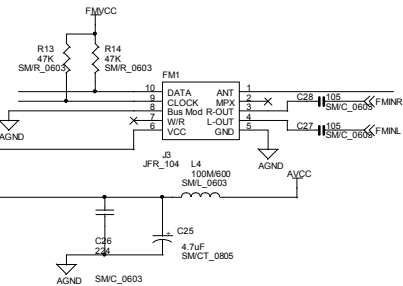 FMVCC
R13
47K
SM/R_0603
R14
47K
SM/R_0603
FM1
10 DATA ANT 1
9 CLOCK MPX 2
8 Bus Mod R-OUT 3
7 W/R L-OUT 4
6 VCC GND 5
C28 105
SM/C_0603
FMINR
C27 105
SM/C_0603
FMINL
AGND
J3
JFR_104
AGND
L4
100M/600
SM/L_0603
AVCC
C26
224
SM/C_0603
C25
4.7uF
SM/CT_0805
+
AGND